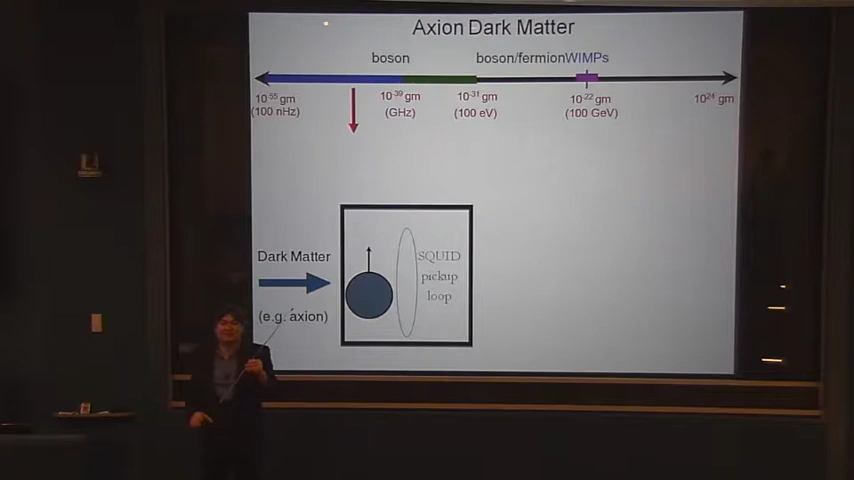 Axion Dark Matter
boson
boson/fermion WIMPs
10⁻⁵⁵ gm
(100 nHz)
10⁻³⁹ gm
(GHz)
10⁻³¹ gm
(100 eV)
10⁻²² gm
(100 GeV)
10²⁴ gm
Dark Matter
(e.g. axion)
SQUID
pickup
loop